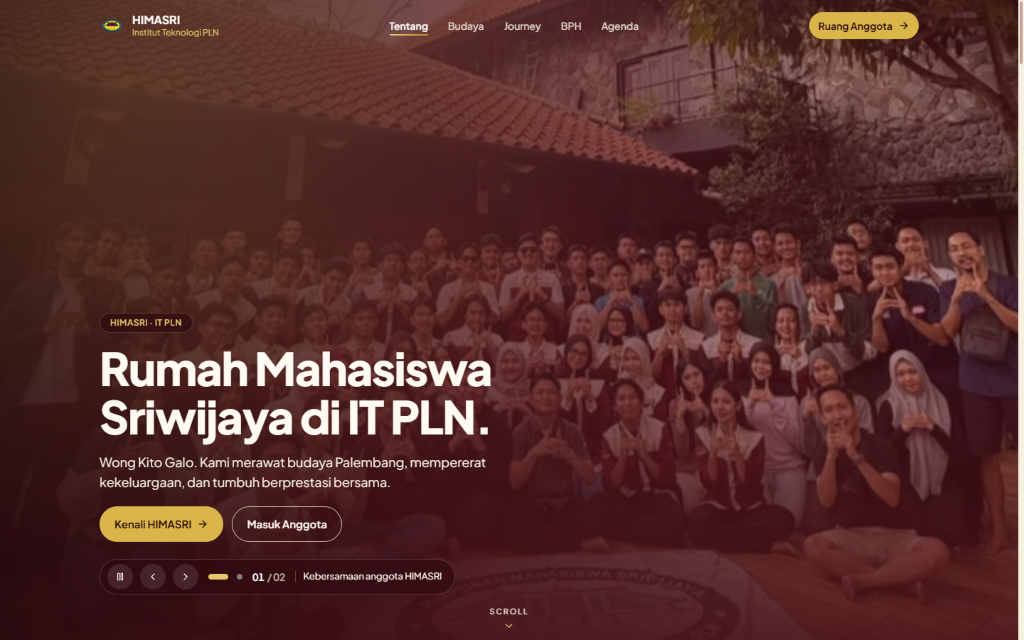 HIMASRI
Institut Teknologi PLN
Tentang
Budaya
Journey
BPH
Agenda
Ruang Anggota
HIMASRI · IT PLN
Rumah Mahasiswa
Sriwijaya di IT PLN.
Wong Kito Galo. Kami merawat budaya Palembang, mempererat
kekeluargaan, dan tumbuh berprestasi bersama.
Kenali HIMASRI
Masuk Anggota
01 / 02
Kebersamaan anggota HIMASRI
SCROLL